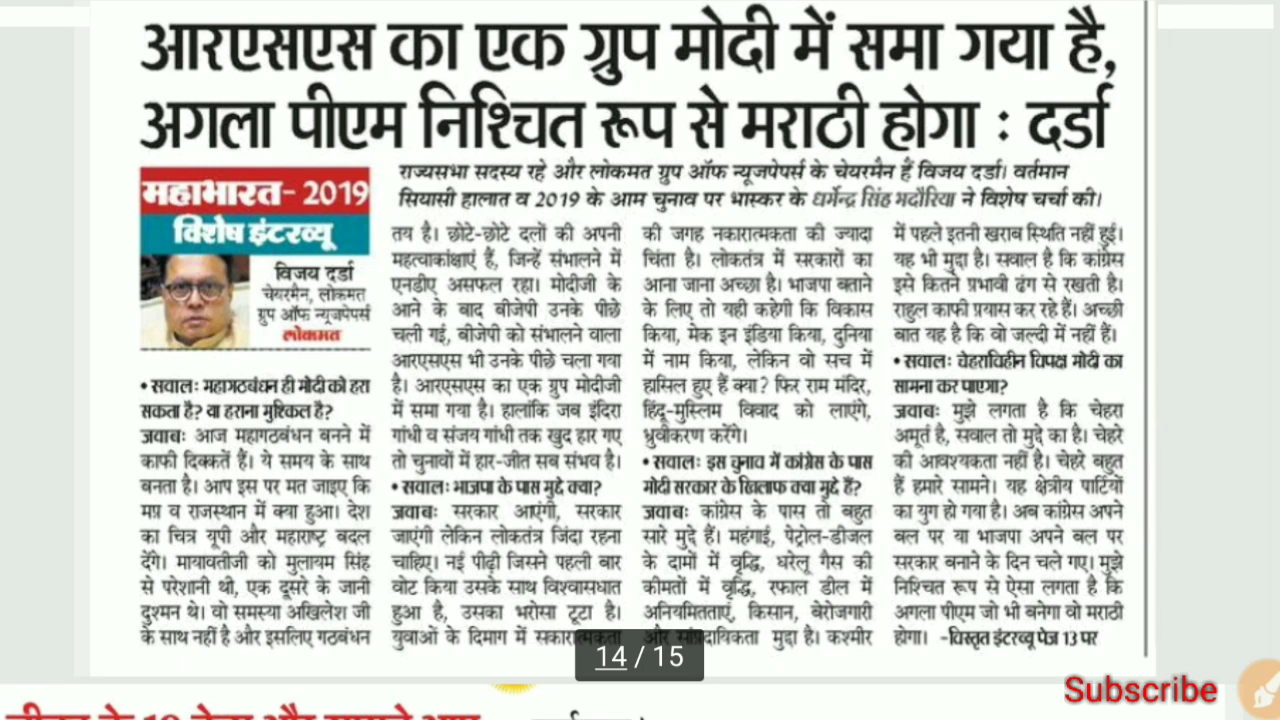 आरएसएस का एक ग्रुप मोदी में समा गया है,
अगला पीएम निश्चित रूप से मराठी होगा : दर्डा
महाभारत- 2019
विशेष इंटरव्यू
विजय दर्डा
चेयरमैन, लोकमत
ग्रुप ऑफ न्यूजपेपर्स
लोकमत
राज्यसभा सदस्य रहे और लोकमत ग्रुप ऑफ न्यूजपेपर्स के चेयरमैन हैं विजय दर्डा। वर्तमान
सियासी हालात व 2019 के आम चुनाव पर भास्कर के धर्मेन्द्र सिंह भदौरिया ने विशेष चर्चा की।
• सवालः महागठबंधन ही मोदी को हरा
सकता है? या हराना मुश्किल है?
जवाबः आज महागठबंधन बनने में
काफी दिक्कतें हैं। ये समय के साथ
बनता है। आप इस पर मत जाइए कि
मप्र व राजस्थान में क्या हुआ। देश
का चित्र यूपी और महाराष्ट्र बदल
देंगे। मायावतीजी को मुलायम सिंह
से परेशानी थी, एक दूसरे के जानी
दुश्मन थे। वो समस्या अखिलेश जी
के साथ नहीं है और इसलिए गठबंधन
तय है। छोटे-छोटे दलों की अपनी
महत्वाकांक्षाएं हैं, जिन्हें संभालने में
एनडीए असफल रहा। मोदीजी के
आने के बाद बीजेपी उनके पीछे
चली गई, बीजेपी को संभालने वाला
आरएसएस भी उनके पीछे चला गया
है। आरएसएस का एक ग्रुप मोदीजी
में समा गया है। हालांकि जब इंदिरा
गांधी व संजय गांधी तक खुद हार गए
तो चुनावों में हार-जीत सब संभव है।
• सवालः भाजपा के पास मुद्दे क्या?
जवाबः सरकार आएंगी, सरकार
जाएंगी लेकिन लोकतंत्र जिंदा रहना
चाहिए। नई पीढ़ी जिसने पहली बार
वोट किया उसके साथ विश्वासघात
हुआ है, उसका भरोसा टूटा है।
युवाओं के दिमाग में सकारात्मकता
की जगह नकारात्मकता की ज्यादा
चिंता है। लोकतंत्र में सरकारों का
आना जाना अच्छा है। भाजपा बताने
के लिए तो यही कहेगी कि विकास
किया, मेक इन इंडिया किया, दुनिया
में नाम किया, लेकिन वो सच में
हासिल हुए हैं क्या? फिर राम मंदिर,
हिंदू-मुस्लिम विवाद को लाएंगे,
ध्रुवीकरण करेंगे।
• सवालः इस चुनाव में कांग्रेस के पास
मोदी सरकार के खिलाफ क्या मुद्दे हैं?
जवाबः कांग्रेस के पास तो बहुत
सारे मुद्दे हैं। महंगाई, पेट्रोल-डीजल
के दामों में वृद्धि, घरेलू गैस की
कीमतों में वृद्धि, रफाल डील में
अनियमितताएं, किसान, बेरोजगारी
और सांप्रदायिकता मुद्दा है। कश्मीर
में पहले इतनी खराब स्थिति नहीं हुई।
यह भी मुद्दा है। सवाल है कि कांग्रेस
इसे कितने प्रभावी ढंग से रखती है।
राहुल काफी प्रयास कर रहे हैं। अच्छी
बात यह है कि वो जल्दी में नहीं हैं।
• सवालः चेहराविहीन विपक्ष मोदी का
सामना कर पाएगा?
जवाबः मुझे लगता है कि चेहरा
अमूर्त है, सवाल तो मुद्दे का है। चेहरे
की आवश्यकता नहीं है। चेहरे बहुत
हैं हमारे सामने। यह क्षेत्रीय पार्टियों
का युग हो गया है। अब कांग्रेस अपने
बल पर या भाजपा अपने बल पर
सरकार बनाने के दिन चले गए। मुझे
निश्चित रूप से ऐसा लगता है कि
अगला पीएम जो भी बनेगा वो मराठी
होगा। -विस्तृत इंटरव्यू पेज 13 पर
14 / 15
Subscribe